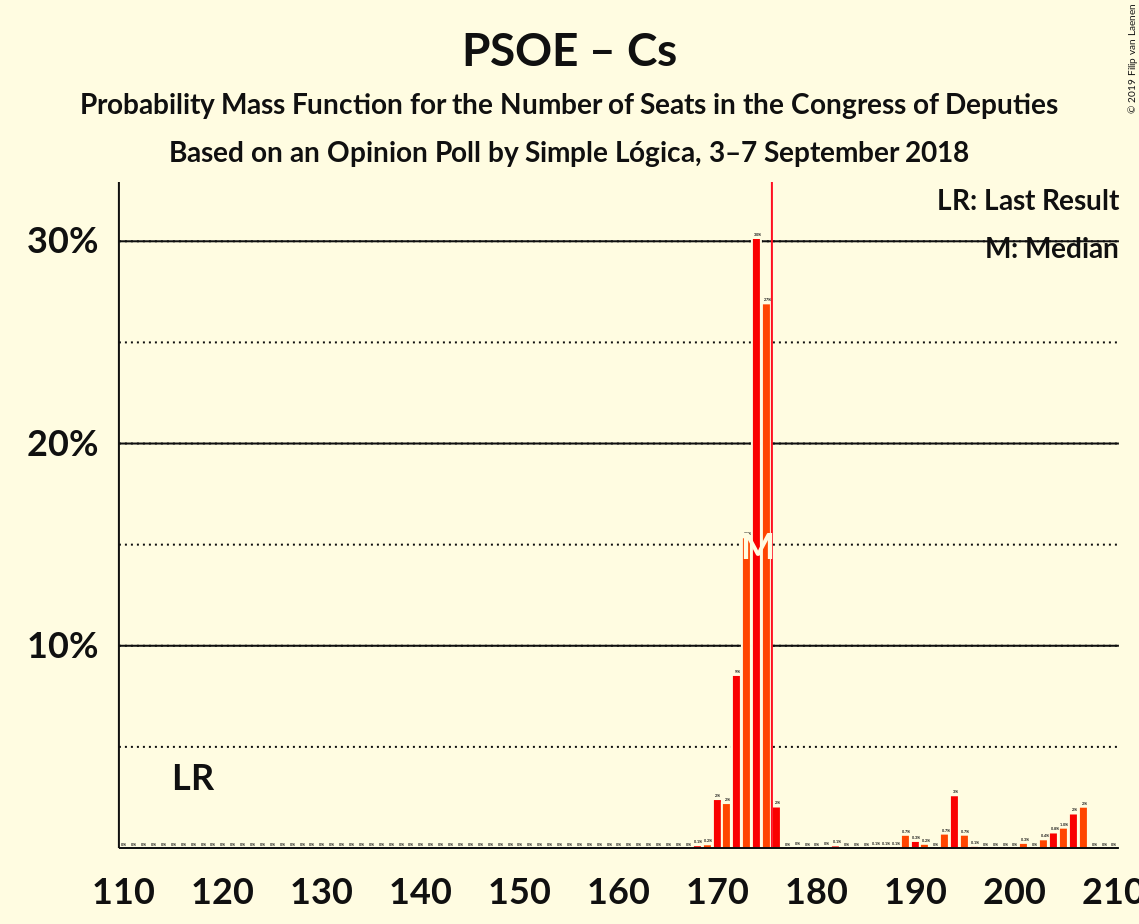 PSOE – Cs
Probability Mass Function for the Number of Seats in the Congress of Deputies
Based on an Opinion Poll by Simple Lógica, 3–7 September 2018
© 2019 Filip van Laenen
LR: Last Result
M: Median
30%
20%
10%
LR
M
110 120 130 140 150 160 170 180 190 200 210